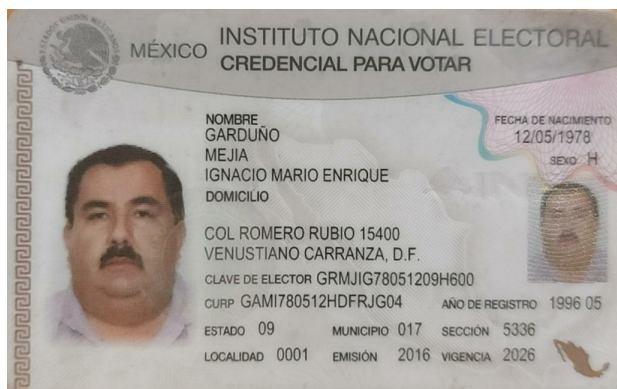 MÉXICO INSTITUTO NACIONAL ELECTORAL
CREDENCIAL PARA VOTAR
NOMBRE
GARDUÑO
MEJIA
IGNACIO MARIO ENRIQUE
DOMICILIO
COL ROMERO RUBIO 15400
VENUSTIANO CARRANZA, D.F.
FECHA DE NACIMIENTO
12/05/1978
SEXO H
CLAVE DE ELECTOR GRMJIG78051209H600
CURP GAMI780512HDFRJG04 AÑO DE REGISTRO 1996 05
ESTADO 09 MUNICIPIO 017 SECCIÓN 5336
LOCALIDAD 0001 EMISIÓN 2016 VIGENCIA 2026